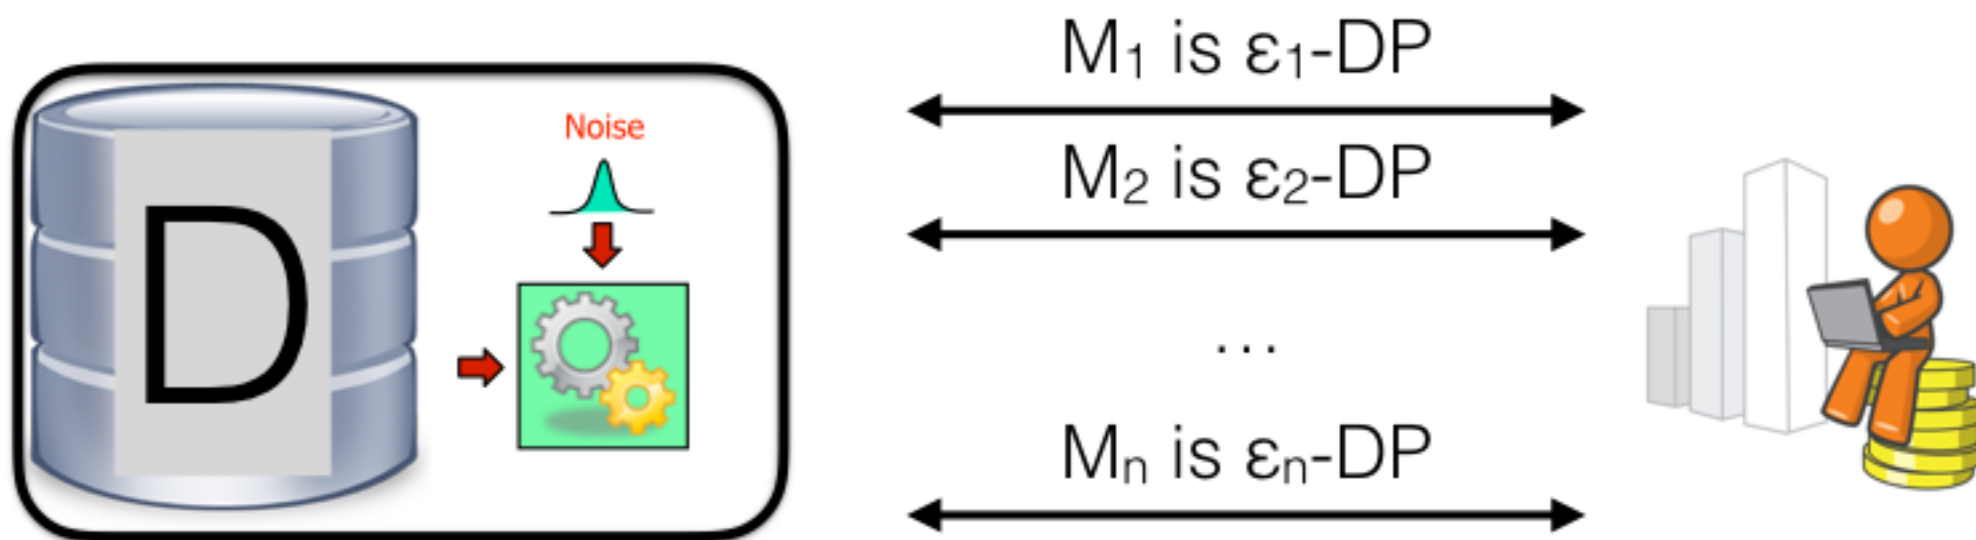 M₁ is ε₁-DP
Noise
M₂ is ε₂-DP
D
...
Mₙ is εₙ-DP